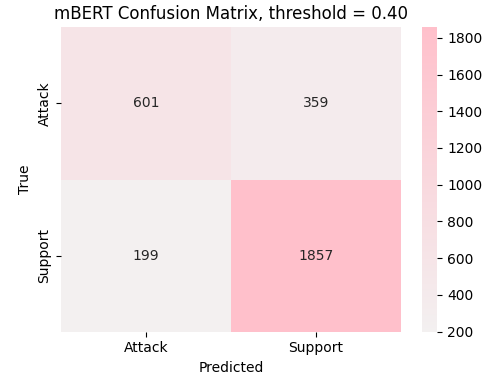 mBERT Confusion Matrix, threshold = 0.40
True
Attack
601
359
Support
199
1857
Attack
Support
Predicted
1800
1600
1400
1200
1000
800
600
400
200